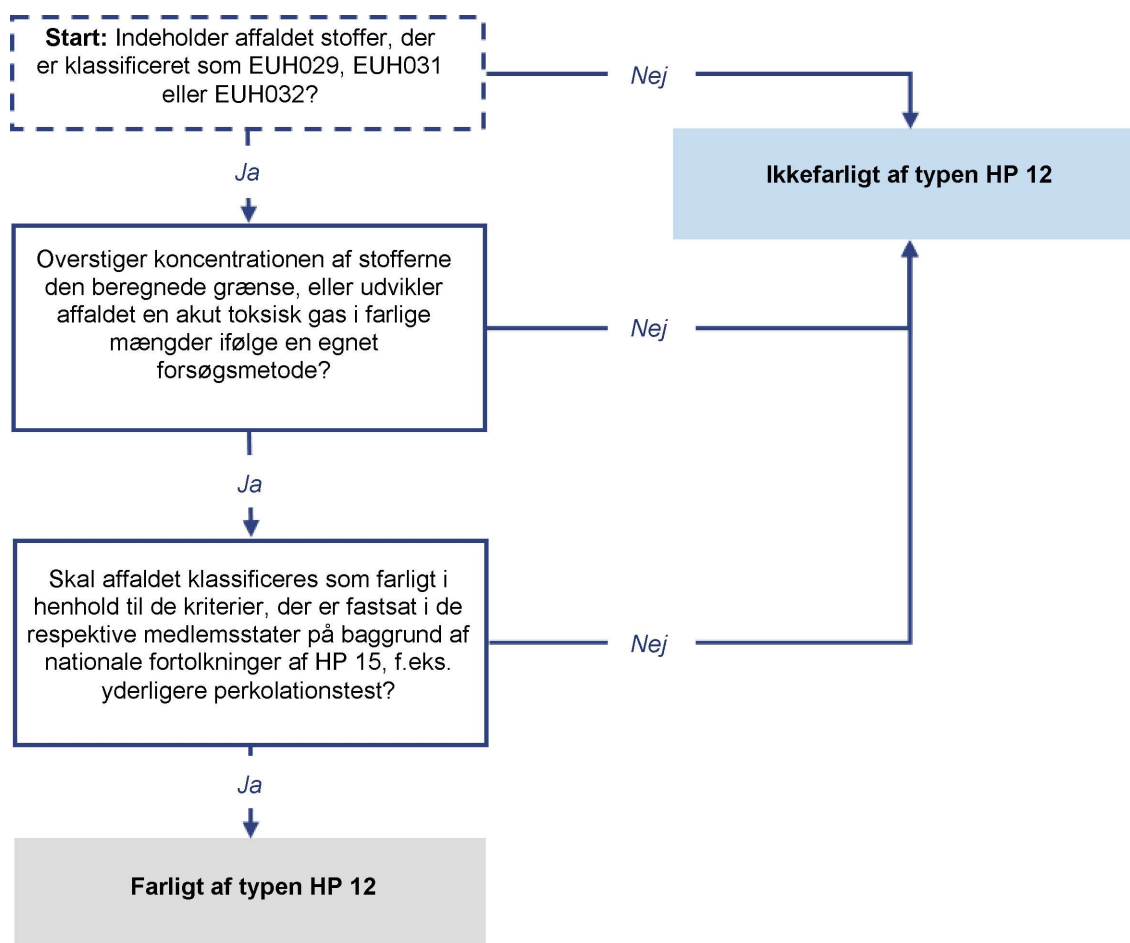 Start: Indeholder affaldet stoffer, der
er klassificeret som EUH029, EUH031
eller EUH032?
Nej
Ja
Ikkefarligt af typen HP 12
Overstiger koncentrationen af stofferne
den beregnede grænse, eller udvikler
affaldet en akut toksisk gas i farlige
mængder ifølge en egnet
forsøgsmetode?
Nej
Ja
Skal affaldet klassificeres som farligt i
henhold til de kriterier, der er fastsat i de
respektive medlemsstater på baggrund af
nationale fortolkninger af HP 15, f.eks.
yderligere perkolationstest?
Nej
Ja
Farligt af typen HP 12